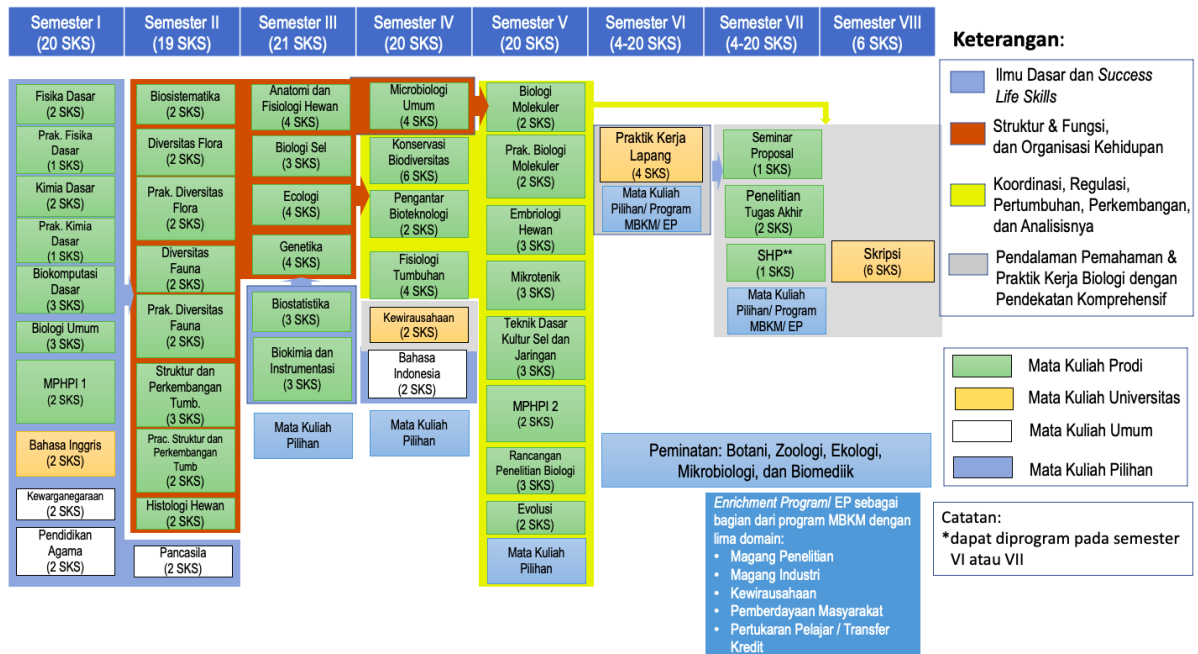 Semester I
(20 SKS)
Semester II
(19 SKS)
Semester III
(21 SKS)
Semester IV
(20 SKS)
Semester V
(20 SKS)
Semester VI
(4-20 SKS)
Semester VII
(4-20 SKS)
Semester VIII
(6 SKS)
Fisika Dasar
(2 SKS)
Prak. Fisika
Dasar
(1 SKS)
Kimia Dasar
(2 SKS)
Prak. Kimia
Dasar
(1 SKS)
Biokomputasi
Dasar
(3 SKS)
Biologi Umum
(3 SKS)
MPHPI 1
(2 SKS)
Bahasa Inggris
(2 SKS)
Kewarganegaraan
(2 SKS)
Pendidikan
Agama
(2 SKS)
Biosistematika
(2 SKS)
Diversitas Flora
(2 SKS)
Prak. Diversitas
Flora
(2 SKS)
Diversitas
Fauna
(2 SKS)
Prak. Diversitas
Fauna
(2 SKS)
Struktur dan
Perkembangan
Tumb.
(3 SKS)
Prac. Struktur dan
Perkembangan
Tumb
(2 SKS)
Histologi Hewan
(2 SKS)
Pancasila
(2 SKS)
Anatomi dan
Fisiologi Hewan
(4 SKS)
Biologi Sel
(3 SKS)
Ecologi
(4 SKS)
Genetika
(4 SKS)
Biostatistika
(3 SKS)
Biokimia dan
Instrumentasi
(3 SKS)
Mata Kuliah
Pilihan
Microbiologi
Umum
(4 SKS)
Konservasi
Biodiversitas
(6 SKS)
Pengantar
Bioteknologi
(2 SKS)
Fisiologi
Tumbuhan
(4 SKS)
Kewirausahaan
(2 SKS)
Bahasa
Indonesia
(2 SKS)
Mata Kuliah
Pilihan
Biologi
Molekuler
(2 SKS)
Prak. Biologi
Molekuler
(2 SKS)
Embriologi
Hewan
(3 SKS)
Mikrotenik
(3 SKS)
Teknik Dasar
Kultur Sel dan
Jaringan
(3 SKS)
MPHPI 2
(2 SKS)
Rancangan
Penelitian Biologi
(3 SKS)
Evolusi
(2 SKS)
Mata Kuliah
Pilihan
Praktik Kerja
Lapang
(4 SKS)
Mata Kuliah
Pilihan/ Program
MBKM/ EP
Seminar
Proposal
(1 SKS)
Penelitian
Tugas Akhir
(2 SKS)
SHP**
(1 SKS)
Mata Kuliah
Pilihan/ Program
MBKM/ EP
Skripsi
(6 SKS)
Peminatan: Botani, Zoologi, Ekologi,
Mikrobiologi, dan Biomediik
Enrichment Program/ EP sebagai
bagian dari program MBKM dengan
lima domain:
• Magang Penelitian
• Magang Industri
• Kewirausahaan
• Pemberdayaan Masyarakat
• Pertukaran Pelajar / Transfer
Kredit
Keterangan:
Ilmu Dasar dan Success
Life Skills
Struktur & Fungsi,
dan Organisasi Kehidupan
Koordinasi, Regulasi,
Pertumbuhan, Perkembangan,
dan Analisisnya
Pendalaman Pemahaman &
Praktik Kerja Biologi dengan
Pendekatan Komprehensif
Mata Kuliah Prodi
Mata Kuliah Universitas
Mata Kuliah Umum
Mata Kuliah Pilihan
Catatan:
*dapat diprogram pada semester
VI atau VII